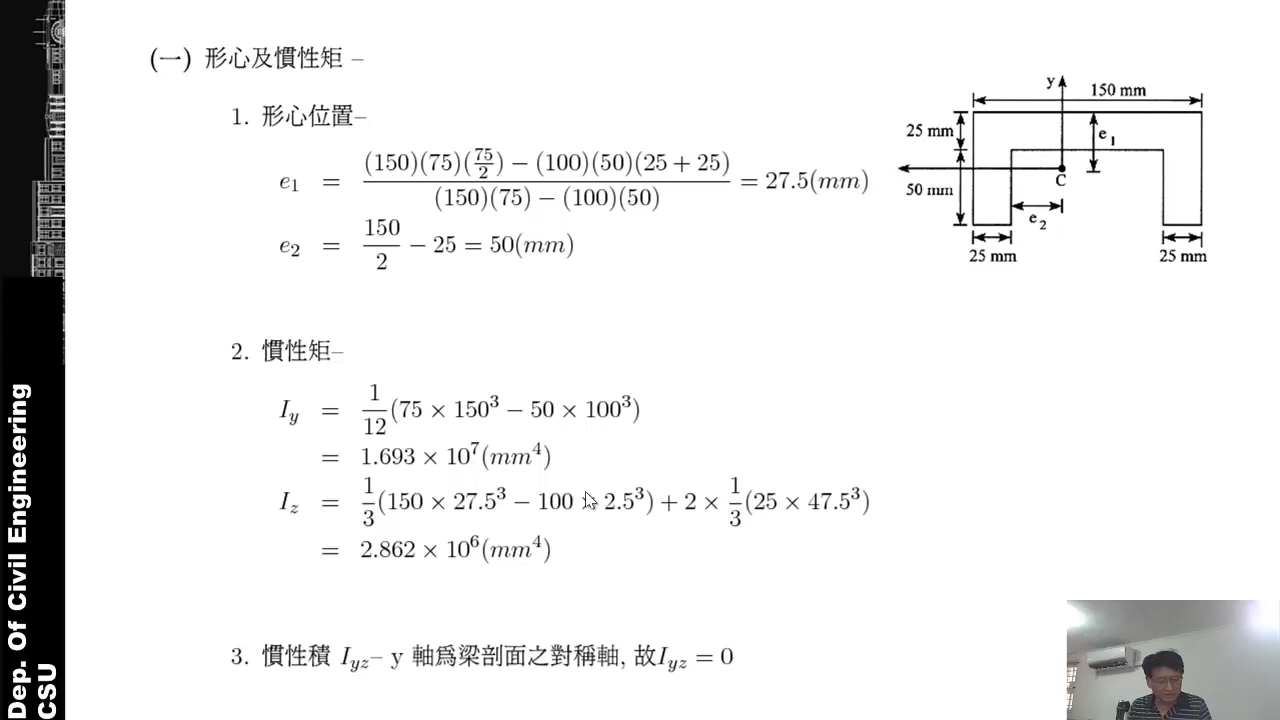 (一) 形心及慣性矩 –
1. 形心位置–
e₁ = ((150)(75)(75/2) − (100)(50)(25 + 25)) / ((150)(75) − (100)(50)) = 27.5(mm)
e₂ = 150/2 − 25 = 50(mm)
y
150 mm
25 mm
e₁
50 mm
C
e₂
25 mm
25 mm
2. 慣性矩–
I_y = 1/12(75 × 150³ − 50 × 100³)
= 1.693 × 10⁷(mm⁴)
I_z = 1/3(150 × 27.5³ − 100 × 2.5³) + 2 × 1/3(25 × 47.5³)
= 2.862 × 10⁶(mm⁴)
3. 慣性積 I_yz– y 軸爲梁剖面之對稱軸, 故I_yz = 0
Dep. Of Civil Engineering
CSU